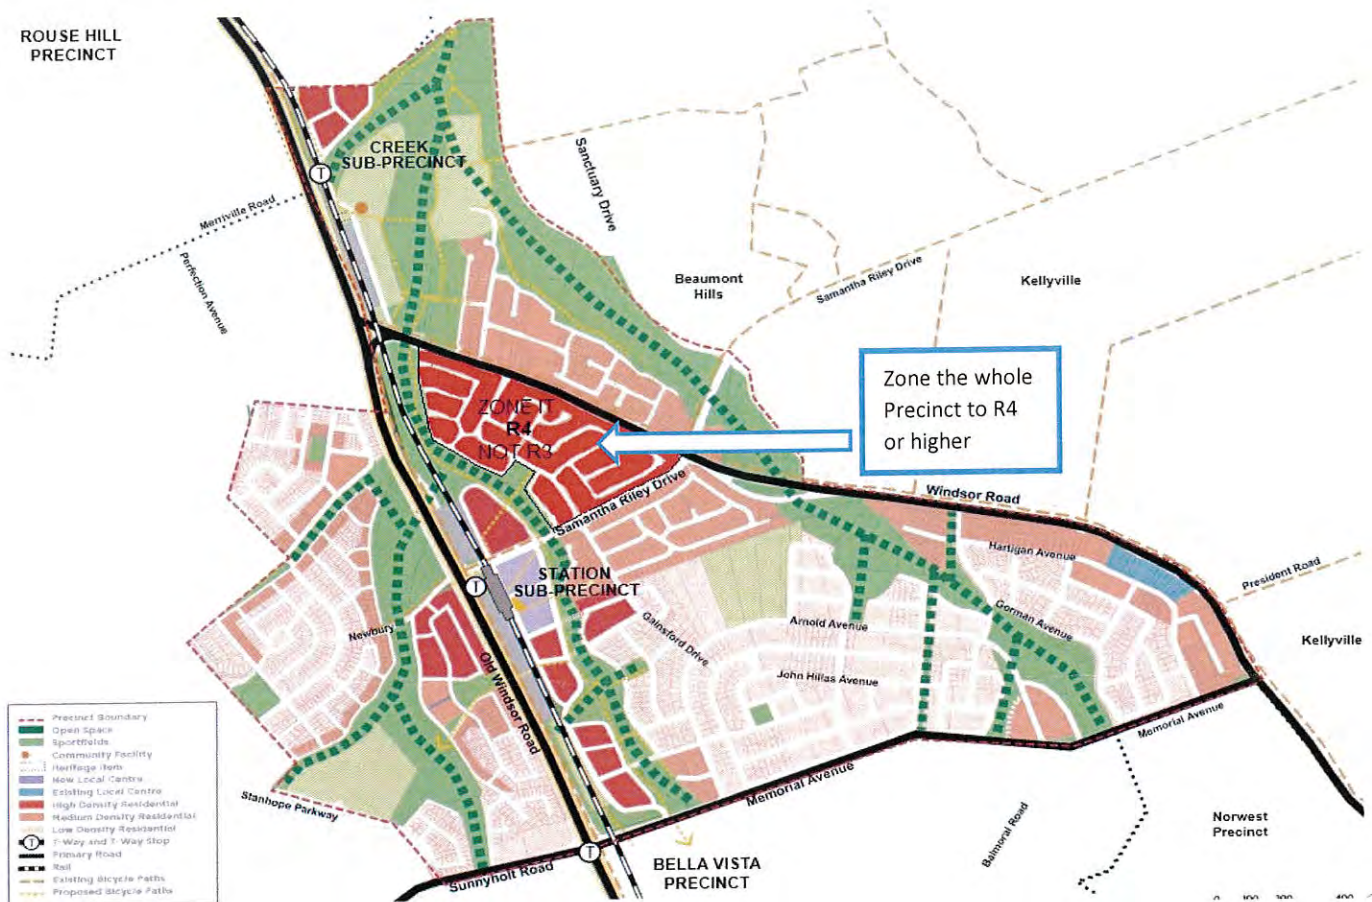 ROUSE HILL
PRECINCT
CREEK
SUB-PRECINCT
Merriville Road
Perfection Avenue
Sanctuary Drive
Beaumont
Hills
Samantha Riley Drive
Kellyville
Zone the whole
Precinct to R4
or higher
ZONE IT
R4
NOT R3
Samantha Riley Drive
Windsor Road
Hartigan Avenue
President Road
STATION
SUB-PRECINCT
Newbury
Old Windsor Road
Gainsford Drive
Arnold Avenue
Gorman Avenue
John Hillas Avenue
Kellyville
Memorial Avenue
Memorial Avenue
Stanhope Parkway
Sunnyholt Road
BELLA VISTA
PRECINCT
Balmoral Road
Norwest
Precinct
T
T
T
Precinct Boundary
Open Space
Sportfields
Community Facility
Heritage Item
New Local Centre
Existing Local Centre
High Density Residential
Medium Density Residential
Low Density Residential
T T-Way and T-Way Stop
Primary Road
Rail
Existing Bicycle Paths
Proposed Bicycle Paths